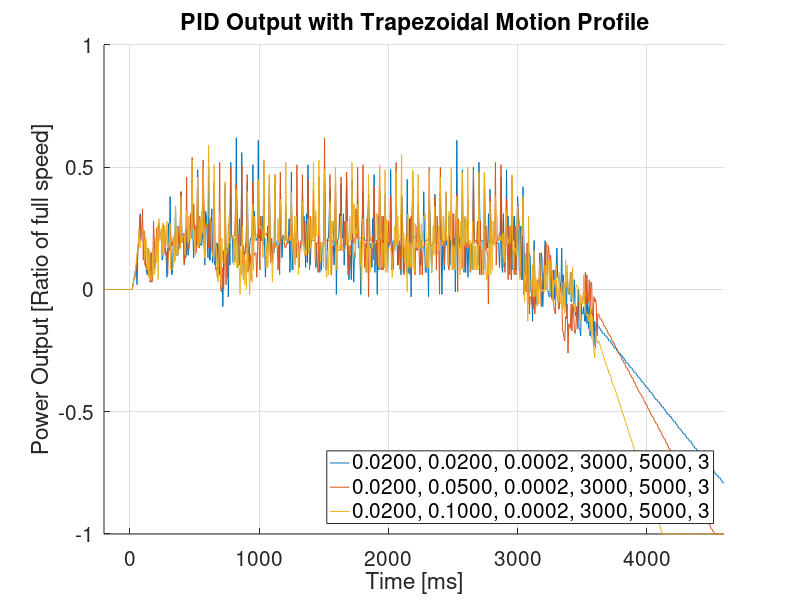 PID Output with Trapezoidal Motion Profile
Power Output [Ratio of full speed]
1
0.5
0
-0.5
-1
0.0200, 0.0200, 0.0002, 3000, 5000, 3
0.0200, 0.0500, 0.0002, 3000, 5000, 3
0.0200, 0.1000, 0.0002, 3000, 5000, 3
0 1000 2000 3000 4000
Time [ms]